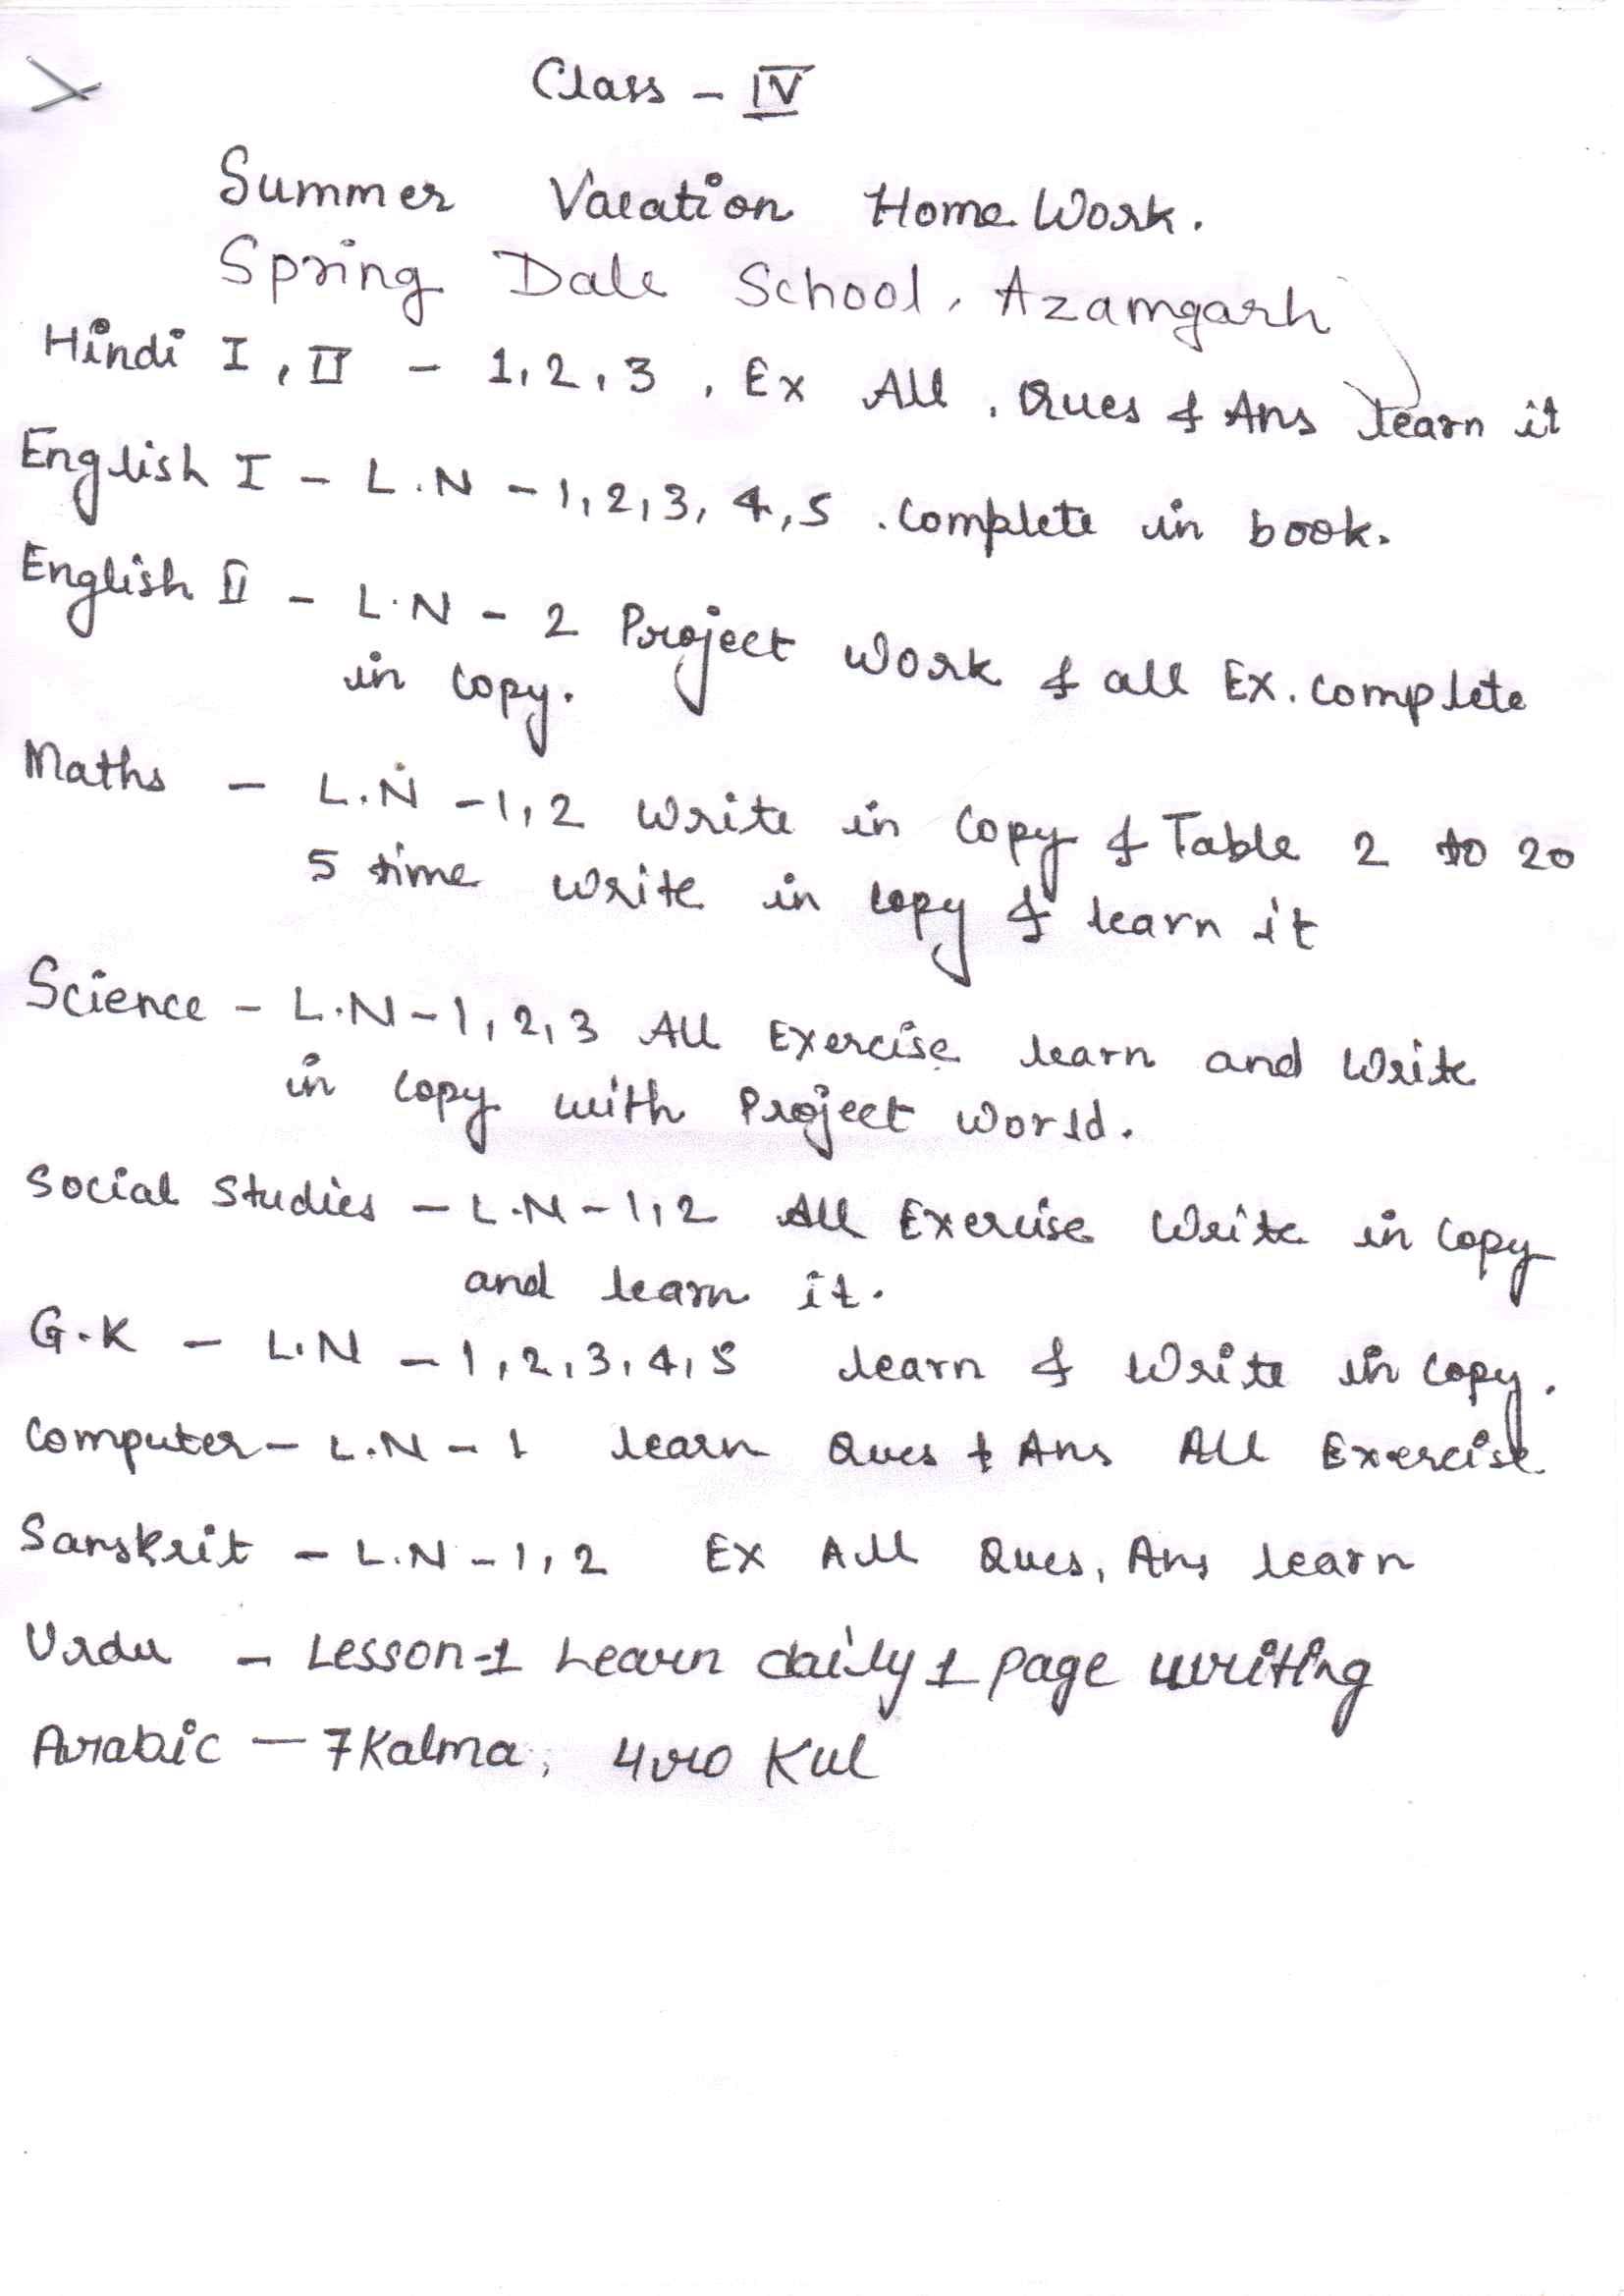 Class - IV
Summer Vacation Home Work.
Spring Dale School, Azamgarh
Hindi I, II - 1, 2, 3, Ex All, Ques & Ans learn it
English I - L.N - 1, 2, 3, 4, 5. Complete in book.
English II - L.N - 2 Project Work & all Ex. complete
in copy.
Maths - L.N - 1, 2 Write in Copy & Table 2 to 20
5 time write in copy & learn it
Science - L.N - 1, 2, 3 All Exercise learn and Write
in copy with Project World.
Social Studies - L.N - 1, 2 All Exercise Write in Copy
and learn it.
G.K - L.N - 1, 2, 3, 4, 5 learn & Write in copy.
Computer - L.N - 1 learn Ques & Ans All Exercise
Sanskrit - L.N - 1, 2 Ex All Ques, Ans learn
Urdu - Lesson-1 Learn daily 1 page writing
Arabic - 7 Kalma, 4 Kul